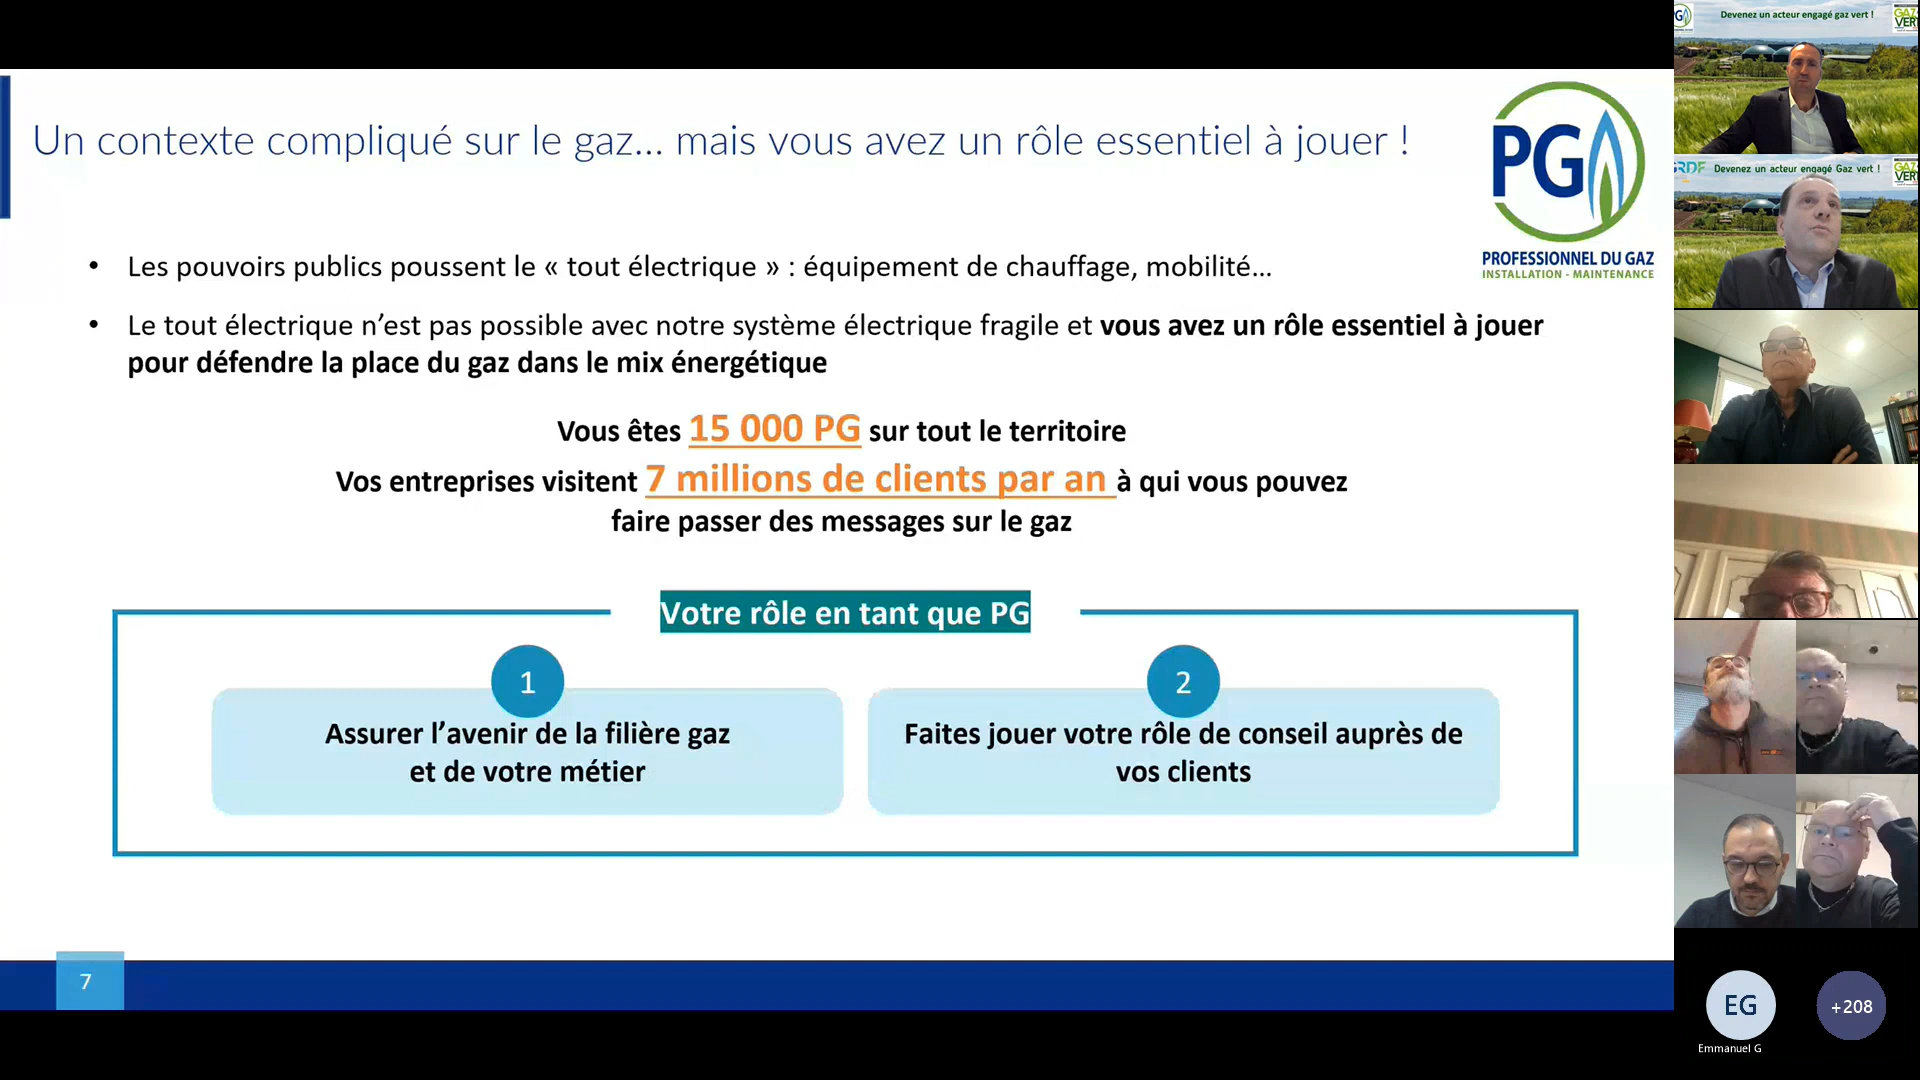 Un contexte compliqué sur le gaz... mais vous avez un rôle essentiel à jouer !
PG
PROFESSIONNEL DU GAZ
INSTALLATION - MAINTENANCE
• Les pouvoirs publics poussent le « tout électrique » : équipement de chauffage, mobilité...
• Le tout électrique n’est pas possible avec notre système électrique fragile et vous avez un rôle essentiel à jouer
pour défendre la place du gaz dans le mix énergétique
Vous êtes 15 000 PG sur tout le territoire
Vos entreprises visitent 7 millions de clients par an à qui vous pouvez
faire passer des messages sur le gaz
Votre rôle en tant que PG
1
Assurer l’avenir de la filière gaz
et de votre métier
2
Faites jouer votre rôle de conseil auprès de
vos clients
7
Devenez un acteur engagé gaz vert !
GAZ
VERT
GRDF
Devenez un acteur engagé Gaz vert !
GAZ
VERT
EG
Emmanuel G
+208